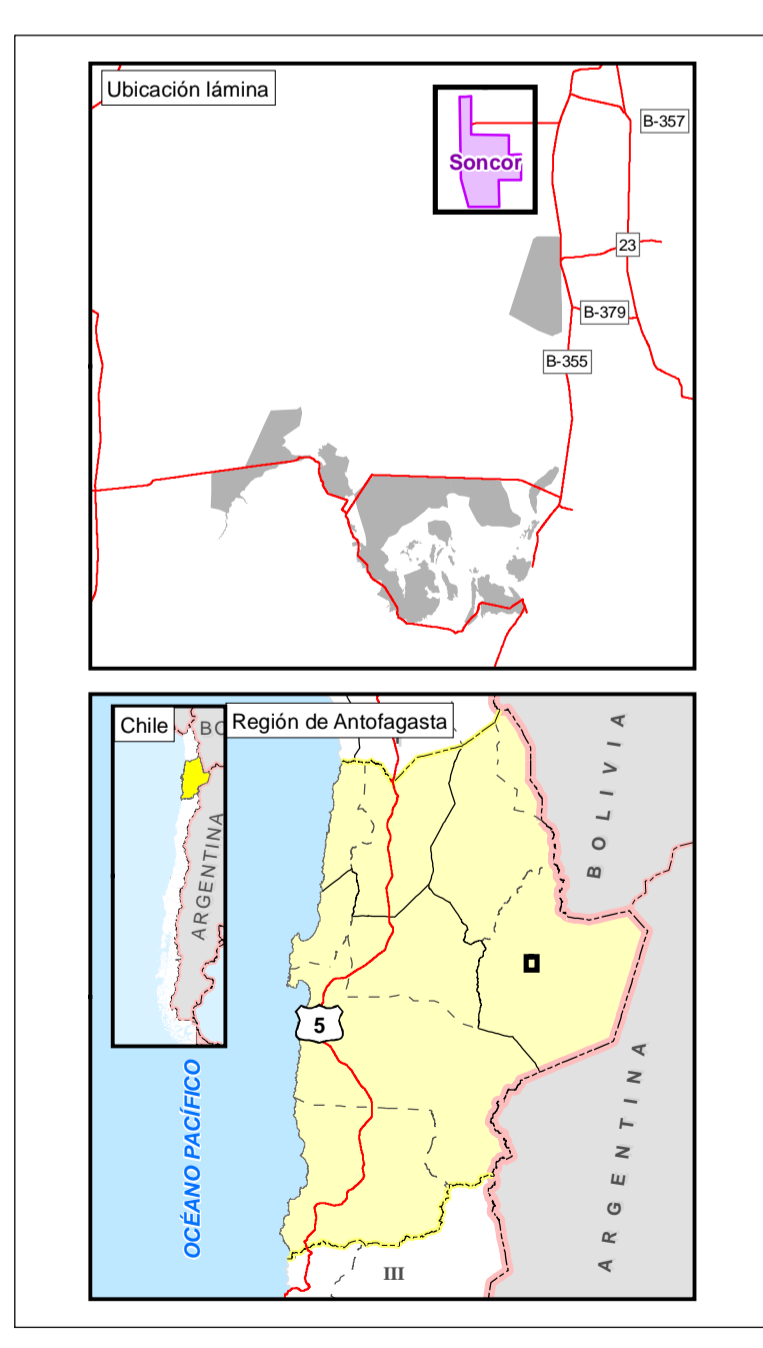 Ubicación lámina
B-357
Soncor
23
B-379
B-355
Chile
BO
Región de Antofagasta
BOLIVIA
ARGENTINA
5
OCÉANO PACÍFICO
ARGENTINA
III